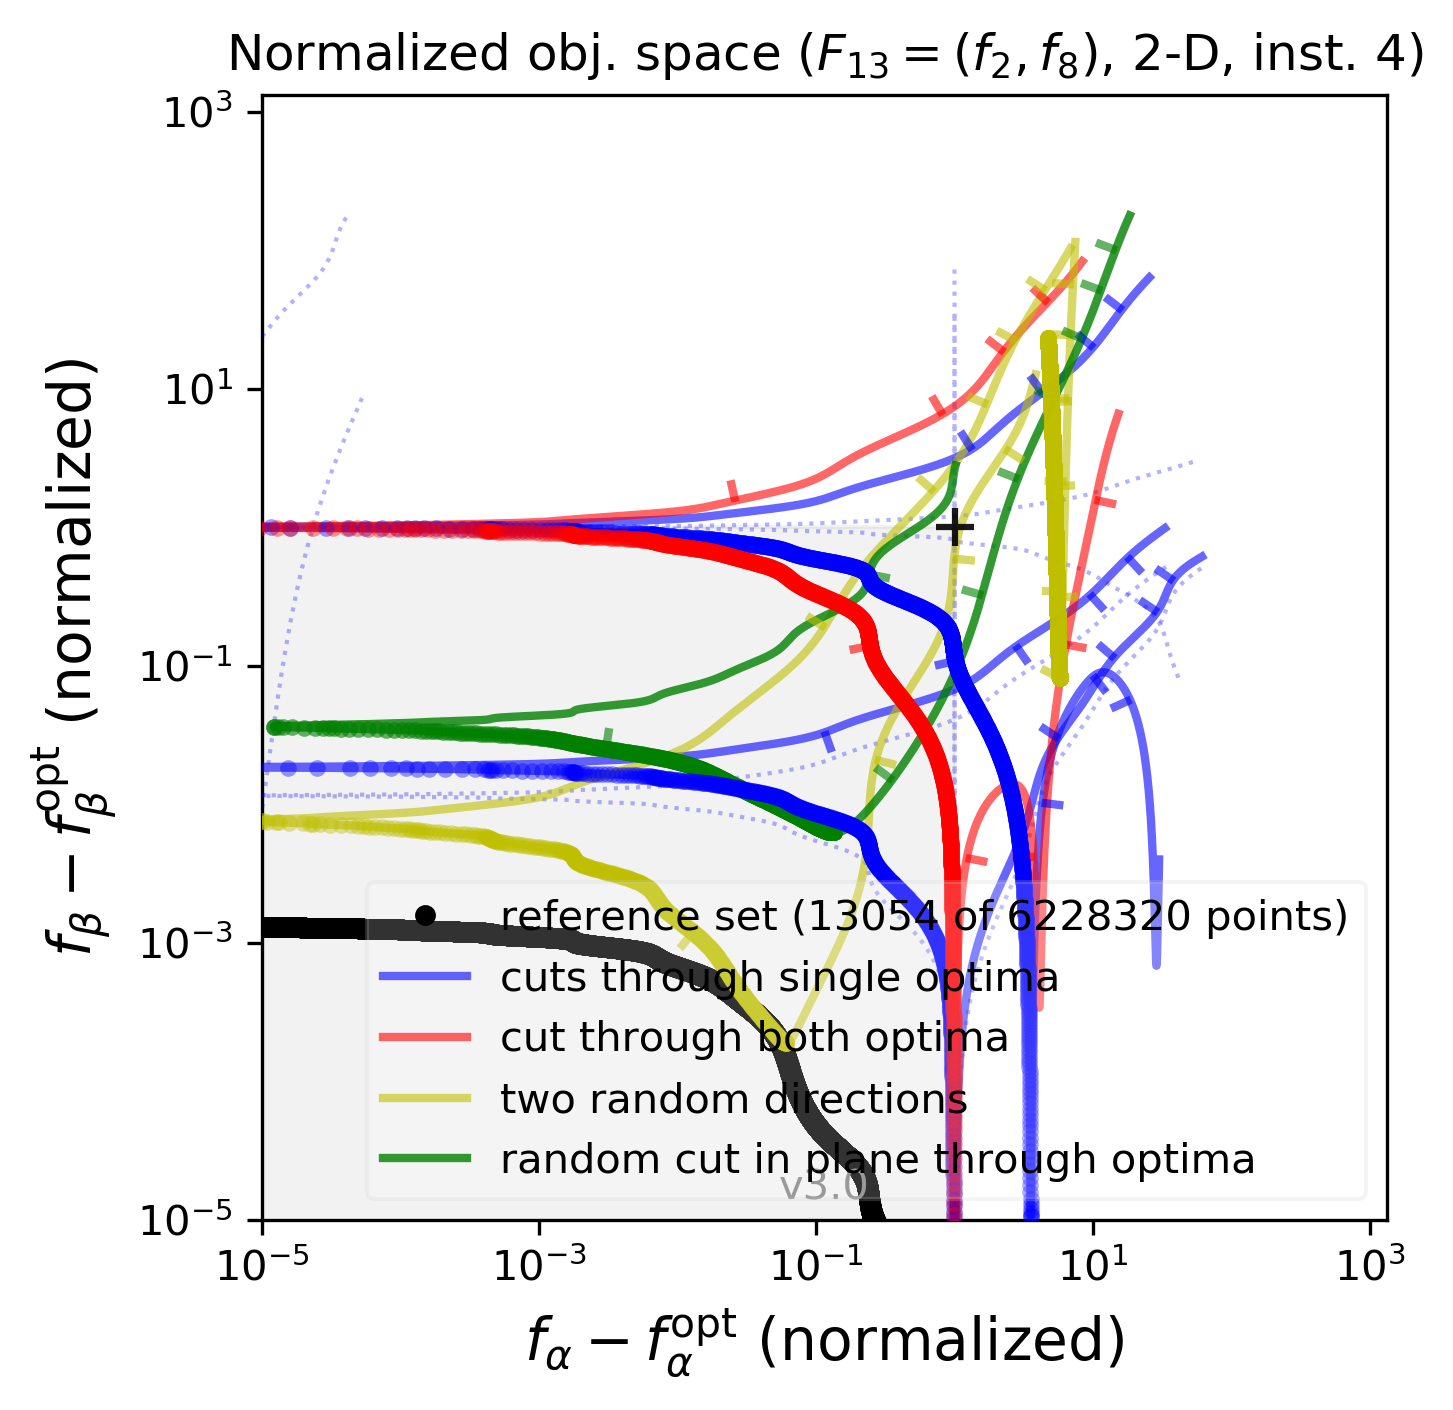 Normalized obj. space (F₁₃ = (f₂, f₈), 2-D, inst. 4)
10³
10¹
10⁻¹
10⁻³
10⁻⁵
f_β − f_β^opt (normalized)
reference set (13054 of 6228320 points)
cuts through single optima
cut through both optima
two random directions
random cut in plane through optima
v3.0
10⁻⁵ 10⁻³ 10⁻¹ 10¹ 10³
f_α − f_α^opt (normalized)